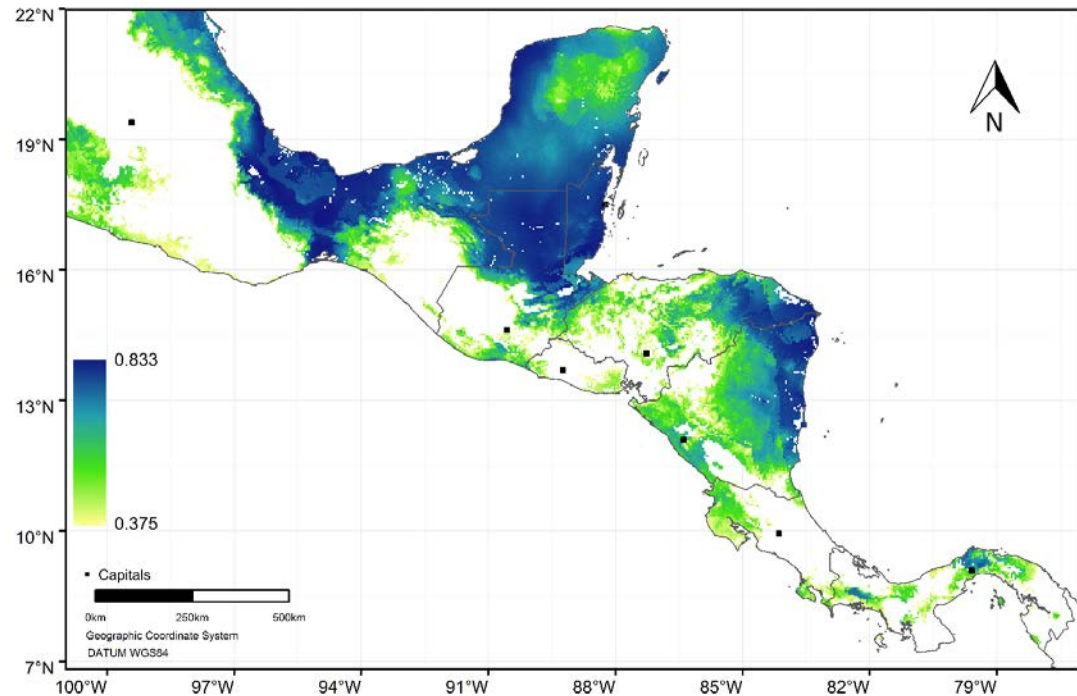 22°N
19°N
16°N
13°N
10°N
7°N
N
0.833
0.375
Capitals
0km 250km 500km
Geographic Coordinate System
DATUM WGS84
100°W 97°W 94°W 91°W 88°W 85°W 82°W 79°W